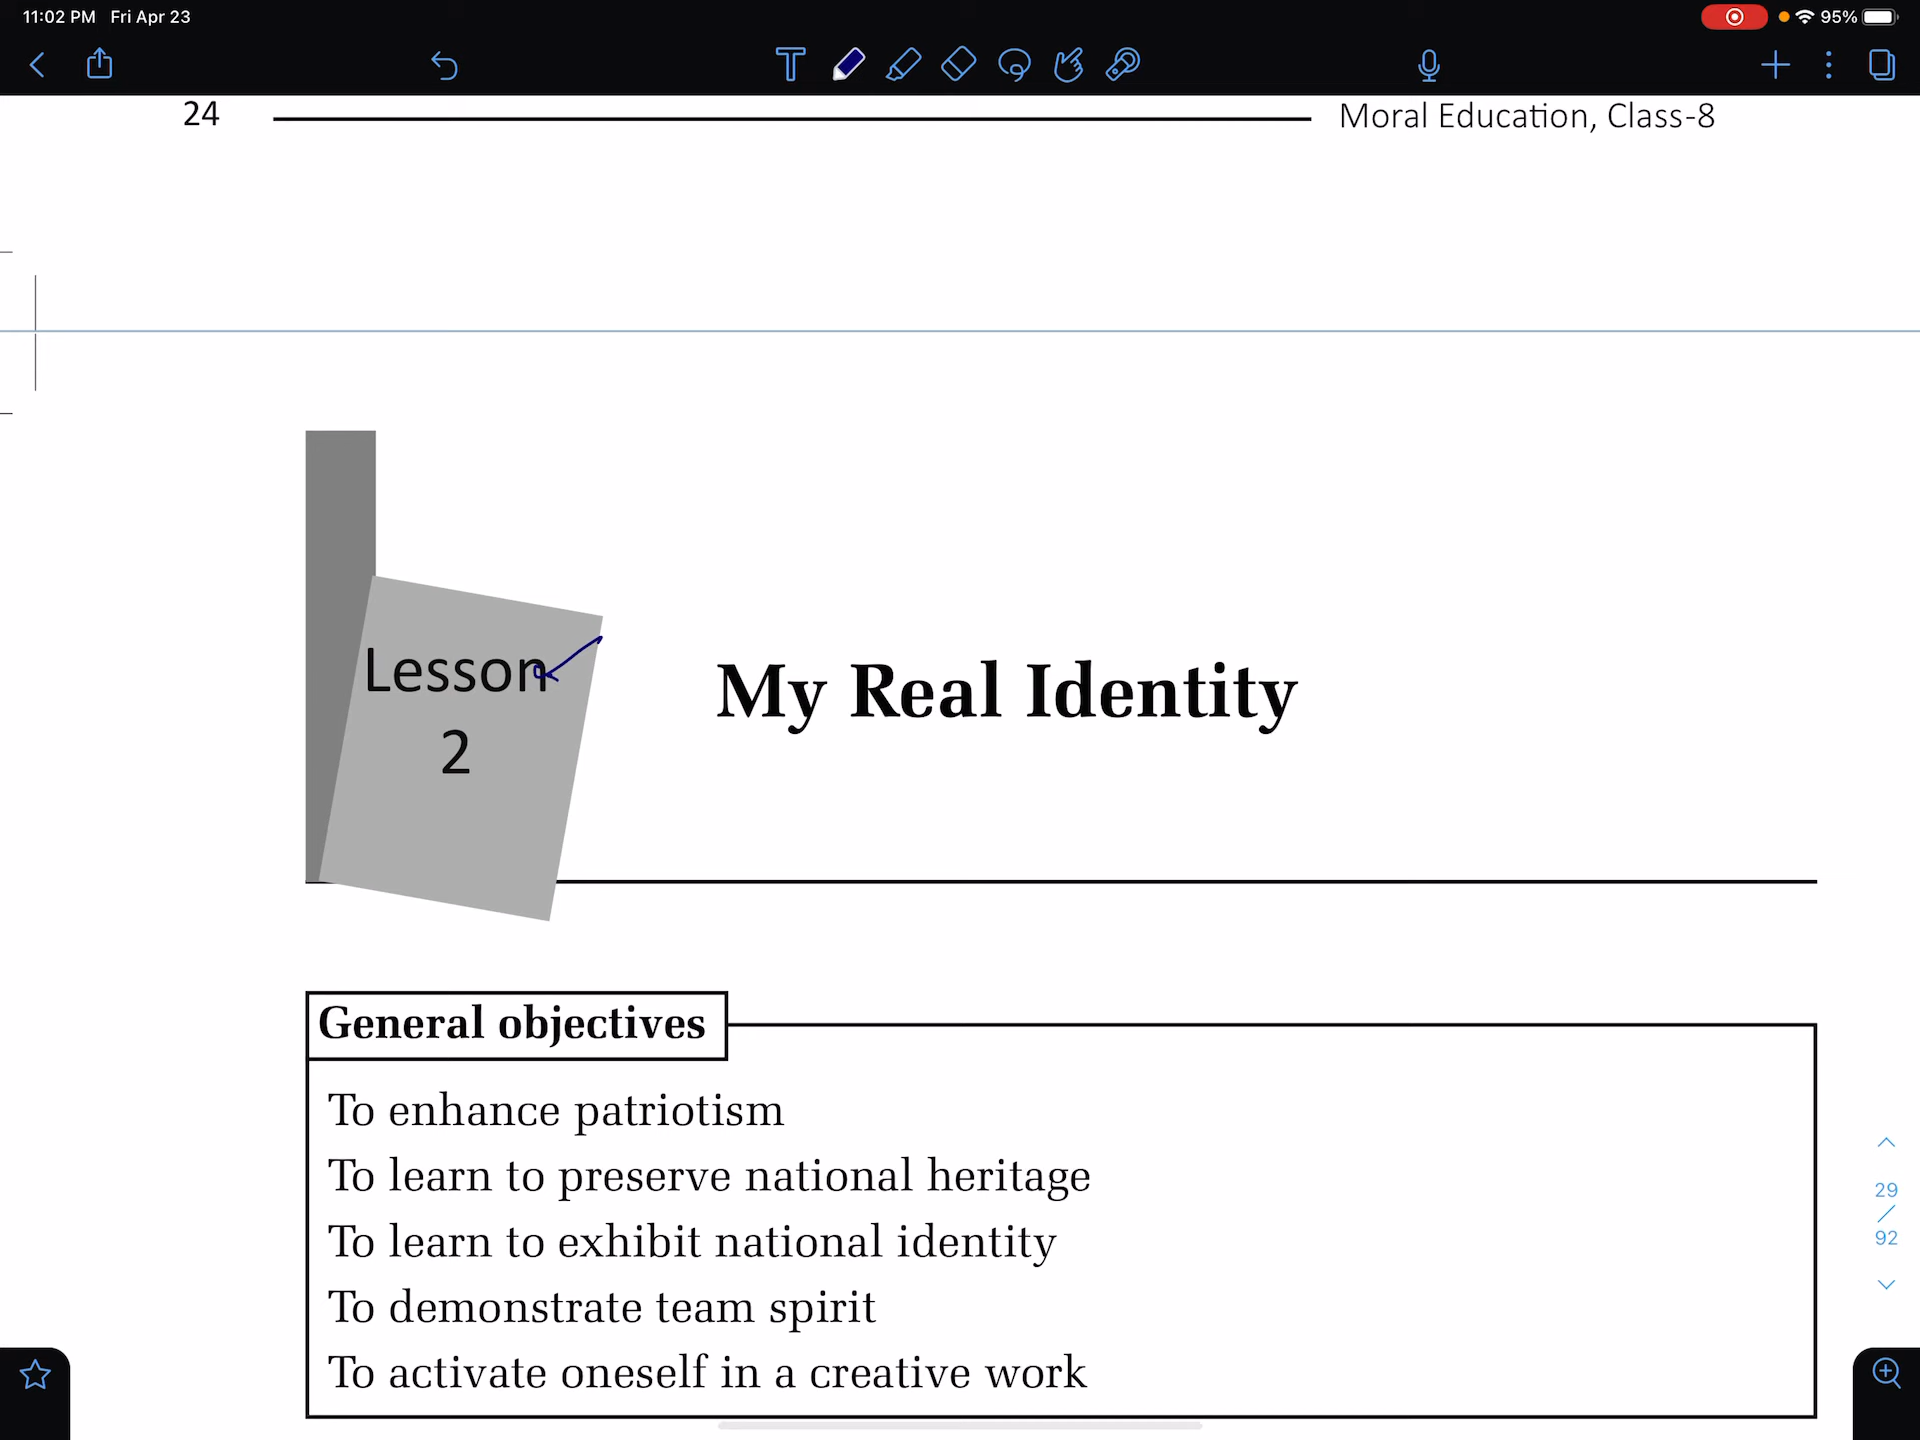 11:02 PM Fri Apr 23
95%
24 Moral Education, Class-8
Lesson
2
My Real Identity
General objectives
To enhance patriotism
To learn to preserve national heritage
To learn to exhibit national identity
To demonstrate team spirit
To activate oneself in a creative work
29
/
92